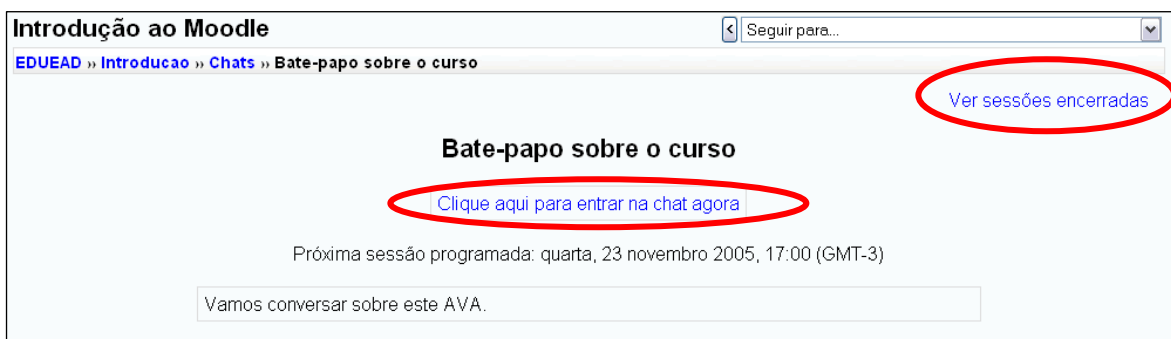 Introdução ao Moodle
< Seguir para...
EDUEAD » Introducao » Chats » Bate-papo sobre o curso
Ver sessões encerradas
Bate-papo sobre o curso
Clique aqui para entrar na chat agora
Próxima sessão programada: quarta, 23 novembro 2005, 17:00 (GMT-3)
Vamos conversar sobre este AVA.